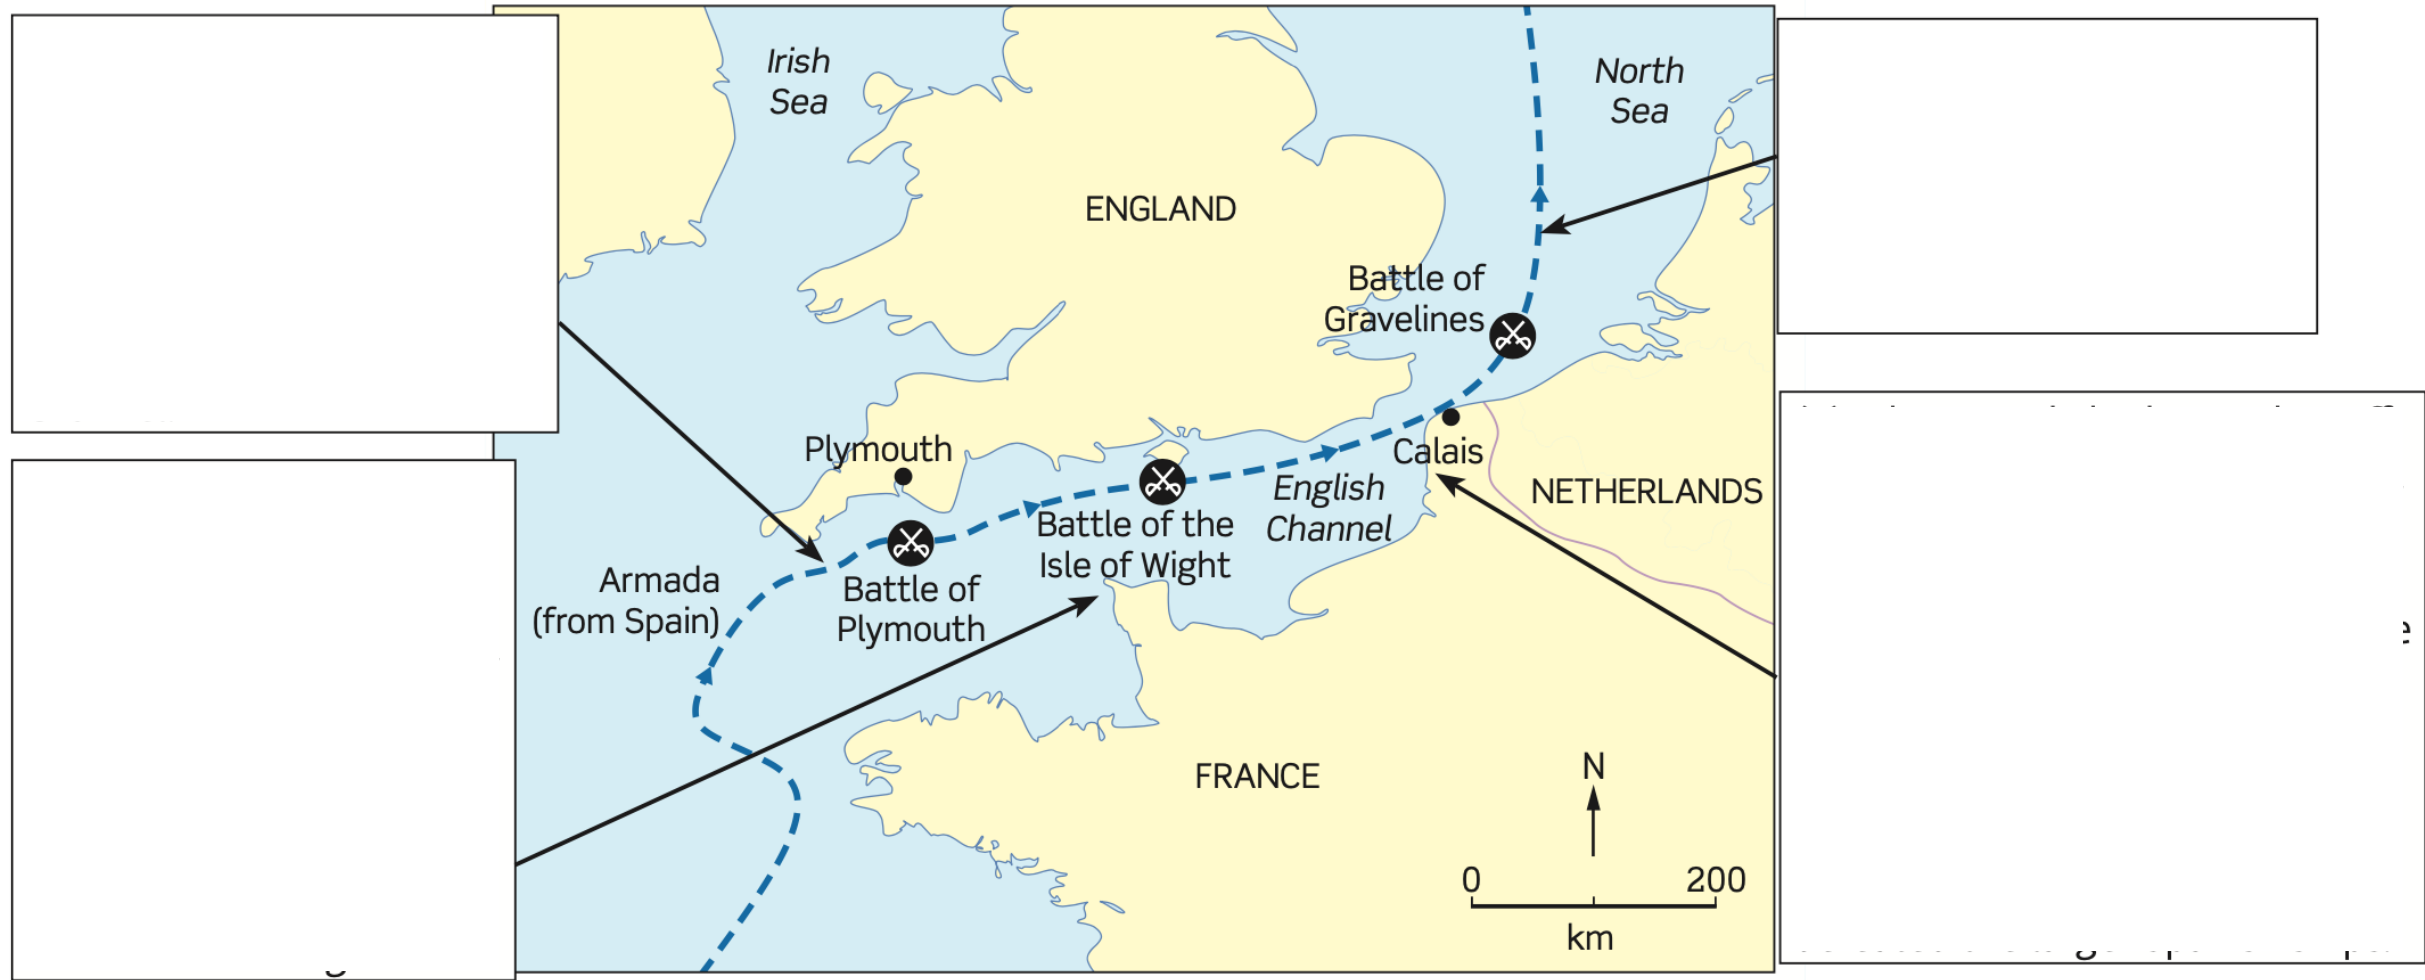 Irish
Sea
North
Sea
ENGLAND
Battle of
Gravelines
Plymouth
Calais
English
Channel
NETHERLANDS
Battle of the
Isle of Wight
Armada
(from Spain)
Battle of
Plymouth
FRANCE
N
0 200
km